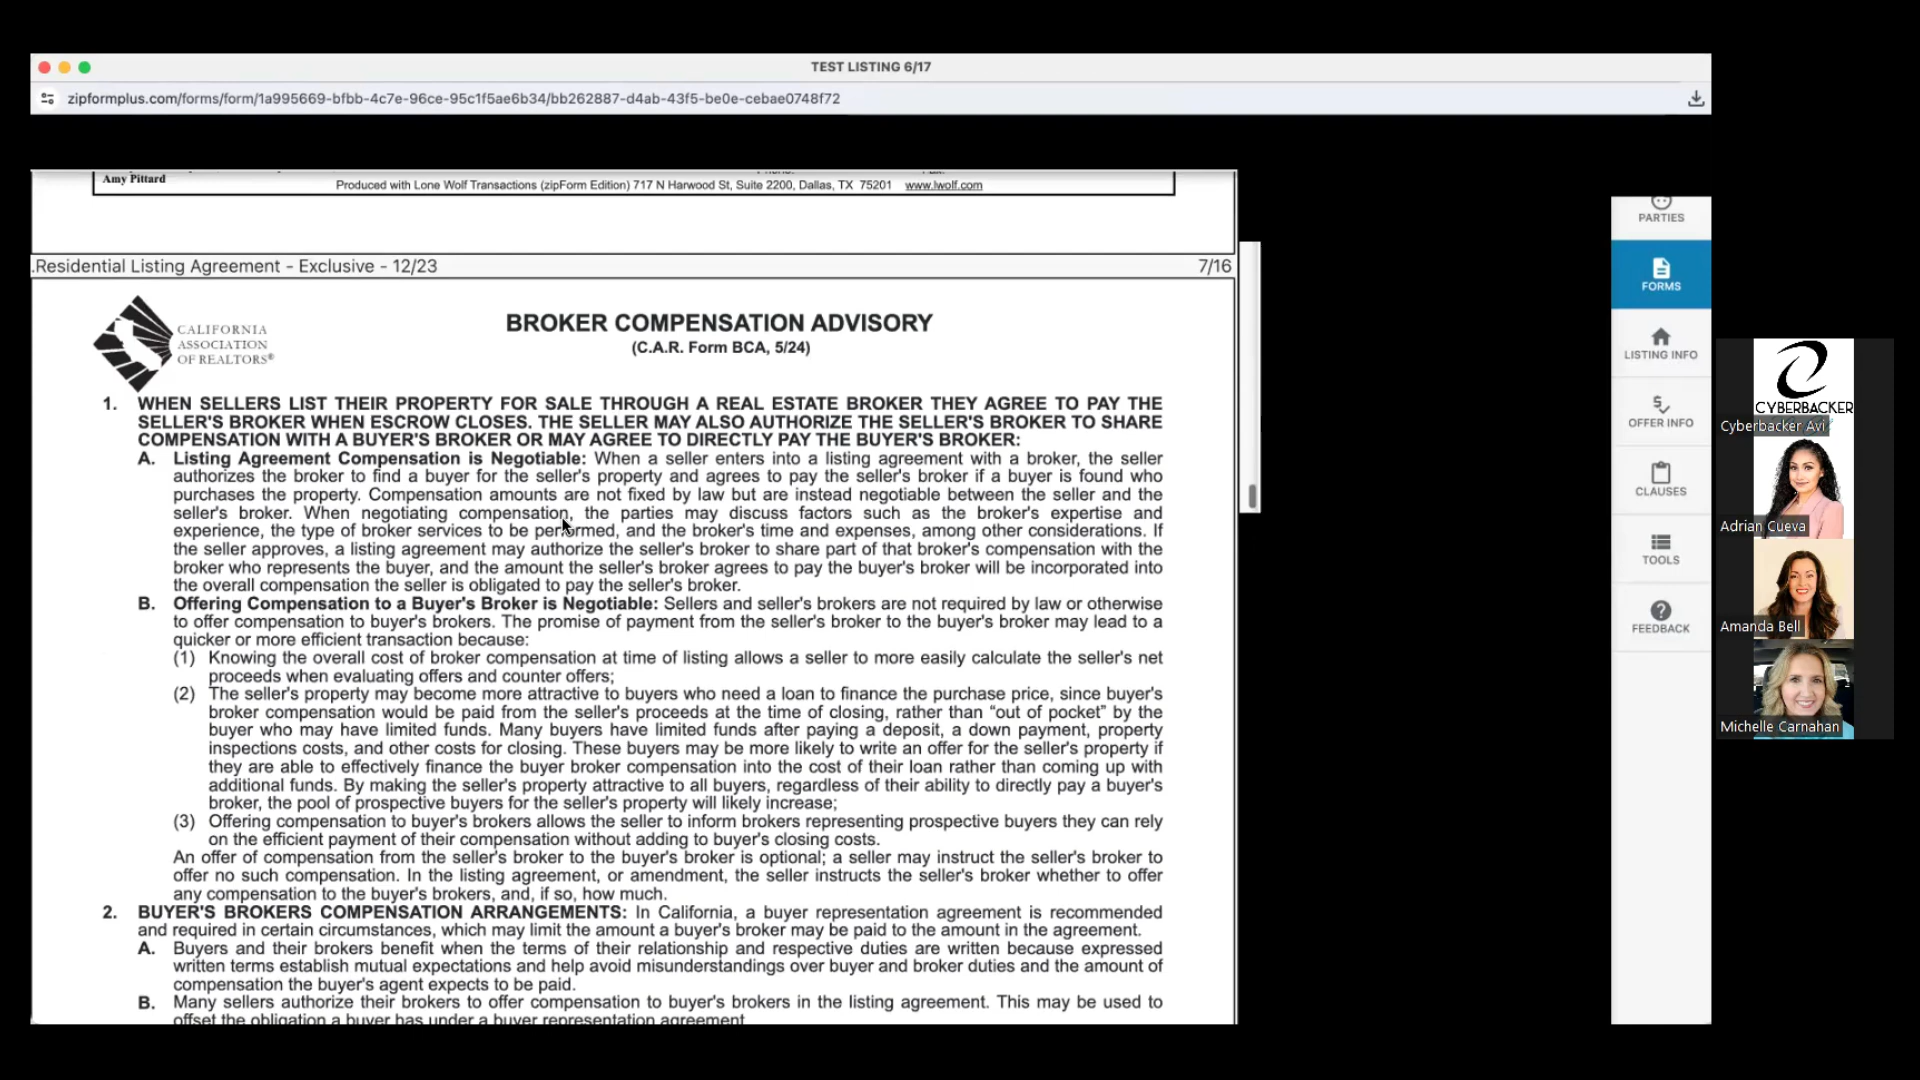 TEST LISTING 6/17
zipformplus.com/forms/form/1a995669-bfbb-4c7e-96ce-95c1f5ae6b34/bb262887-d4ab-43f5-be0e-cebae0748f72
Amy Pittard
Produced with Lone Wolf Transactions (zipForm Edition) 717 N Harwood St, Suite 2200, Dallas, TX 75201 www.lwolf.com
.Residential Listing Agreement - Exclusive - 12/23 7/16
CALIFORNIA
ASSOCIATION
OF REALTORS®
BROKER COMPENSATION ADVISORY
(C.A.R. Form BCA, 5/24)
1. WHEN SELLERS LIST THEIR PROPERTY FOR SALE THROUGH A REAL ESTATE BROKER THEY AGREE TO PAY THE
SELLER'S BROKER WHEN ESCROW CLOSES. THE SELLER MAY ALSO AUTHORIZE THE SELLER'S BROKER TO SHARE
COMPENSATION WITH A BUYER'S BROKER OR MAY AGREE TO DIRECTLY PAY THE BUYER'S BROKER:
A. Listing Agreement Compensation is Negotiable: When a seller enters into a listing agreement with a broker, the seller
authorizes the broker to find a buyer for the seller's property and agrees to pay the seller's broker if a buyer is found who
purchases the property. Compensation amounts are not fixed by law but are instead negotiable between the seller and the
seller's broker. When negotiating compensation, the parties may discuss factors such as the broker's expertise and
experience, the type of broker services to be performed, and the broker's time and expenses, among other considerations. If
the seller approves, a listing agreement may authorize the seller's broker to share part of that broker's compensation with the
broker who represents the buyer, and the amount the seller's broker agrees to pay the buyer's broker will be incorporated into
the overall compensation the seller is obligated to pay the seller's broker.
B. Offering Compensation to a Buyer's Broker is Negotiable: Sellers and seller's brokers are not required by law or otherwise
to offer compensation to buyer's brokers. The promise of payment from the seller's broker to the buyer's broker may lead to a
quicker or more efficient transaction because:
(1) Knowing the overall cost of broker compensation at time of listing allows a seller to more easily calculate the seller's net
proceeds when evaluating offers and counter offers;
(2) The seller's property may become more attractive to buyers who need a loan to finance the purchase price, since buyer's
broker compensation would be paid from the seller's proceeds at the time of closing, rather than “out of pocket” by the
buyer who may have limited funds. Many buyers have limited funds after paying a deposit, a down payment, property
inspections costs, and other costs for closing. These buyers may be more likely to write an offer for the seller's property if
they are able to effectively finance the buyer broker compensation into the cost of their loan rather than coming up with
additional funds. By making the seller's property attractive to all buyers, regardless of their ability to directly pay a buyer's
broker, the pool of prospective buyers for the seller's property will likely increase;
(3) Offering compensation to buyer's brokers allows the seller to inform brokers representing prospective buyers they can rely
on the efficient payment of their compensation without adding to buyer's closing costs.
An offer of compensation from the seller's broker to the buyer's broker is optional; a seller may instruct the seller's broker to
offer no such compensation. In the listing agreement, or amendment, the seller instructs the seller's broker whether to offer
any compensation to the buyer's brokers, and, if so, how much.
2. BUYER'S BROKERS COMPENSATION ARRANGEMENTS: In California, a buyer representation agreement is recommended
and required in certain circumstances, which may limit the amount a buyer's broker may be paid to the amount in the agreement.
A. Buyers and their brokers benefit when the terms of their relationship and respective duties are written because expressed
written terms establish mutual expectations and help avoid misunderstandings over buyer and broker duties and the amount of
compensation the buyer's agent expects to be paid.
B. Many sellers authorize their brokers to offer compensation to buyer's brokers in the listing agreement. This may be used to
offset the obligation a buyer has under a buyer representation agreement
PARTIES
FORMS
LISTING INFO
OFFER INFO
CLAUSES
TOOLS
FEEDBACK
CYBERBACKER
Cyberbacker Avi
Adrian Cueva
Amanda Bell
Michelle Carnahan